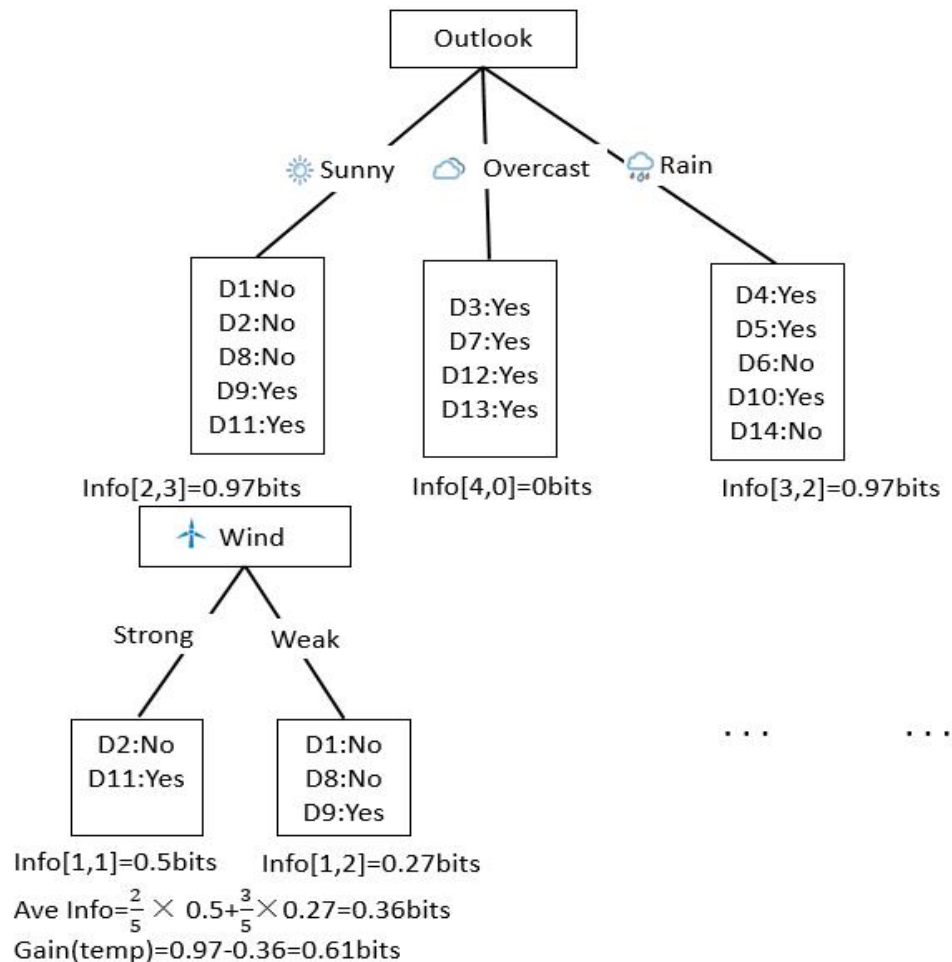 Outlook
Sunny
Overcast
Rain
D1:No
D2:No
D8:No
D9:Yes
D11:Yes
D3:Yes
D7:Yes
D12:Yes
D13:Yes
D4:Yes
D5:Yes
D6:No
D10:Yes
D14:No
Info[2,3]=0.97bits
Info[4,0]=0bits
Info[3,2]=0.97bits
Wind
Strong
Weak
D2:No
D11:Yes
D1:No
D8:No
D9:Yes
... ...
Info[1,1]=0.5bits
Info[1,2]=0.27bits
Ave Info=2/5 × 0.5+3/5×0.27=0.36bits
Gain(temp)=0.97-0.36=0.61bits